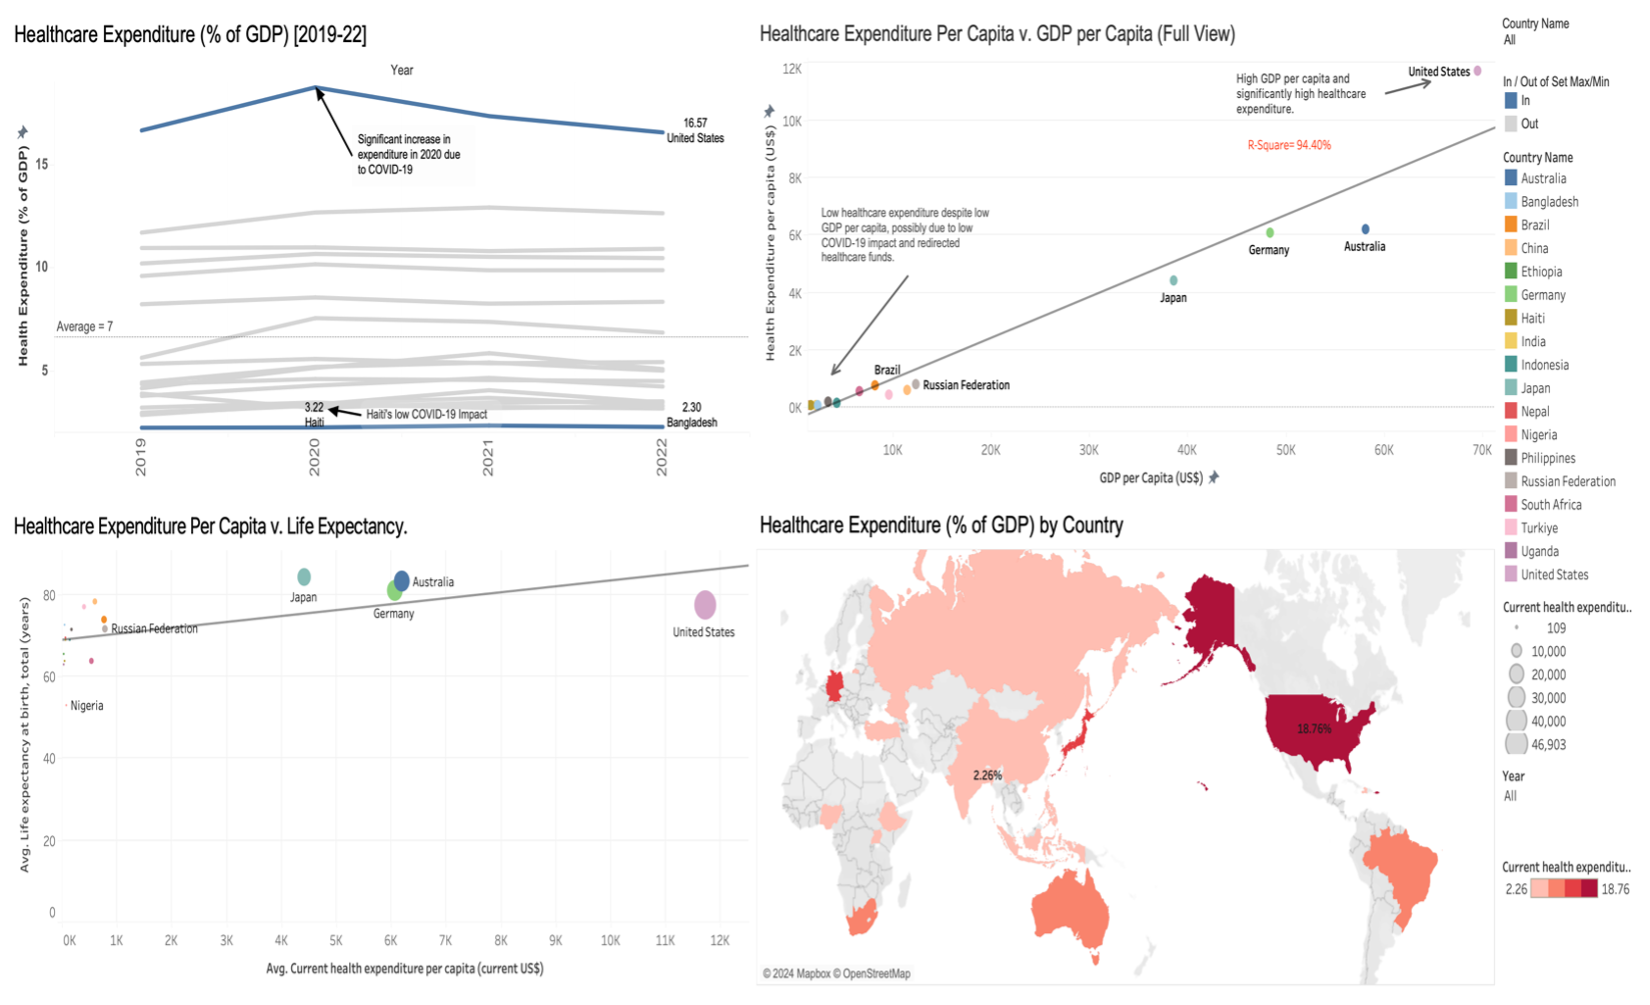 Healthcare Expenditure (% of GDP) [2019-22]
Year
Health Expenditure (% of GDP)
15
10
5
16.57
United States
Significant increase in
expenditure in 2020 due
to COVID-19
Average = 7
3.22
Haiti
Haiti's low COVID-19 Impact
2.30
Bangladesh
2019
2020
2021
2022
Healthcare Expenditure Per Capita v. GDP per Capita (Full View)
Health Expenditure per capita (US$)
12K
10K
8K
6K
4K
2K
0K
High GDP per capita and
significantly high healthcare
expenditure.
United States
R-Square= 94.40%
Low healthcare expenditure despite low
GDP per capita, possibly due to low
COVID-19 impact and redirected
healthcare funds.
Germany
Australia
Japan
Brazil
Russian Federation
10K
20K
30K
40K
50K
60K
70K
GDP per Capita (US$)
Country Name
All
In / Out of Set Max/Min
In
Out
Country Name
Australia
Bangladesh
Brazil
China
Ethiopia
Germany
Haiti
India
Indonesia
Japan
Nepal
Nigeria
Philippines
Russian Federation
South Africa
Turkiye
Uganda
United States
Current health expenditu..
109
10,000
20,000
30,000
40,000
46,903
Year
All
Current health expenditu..
2.26
18.76
Healthcare Expenditure Per Capita v. Life Expectancy.
Avg. Life expectancy at birth, total (years)
80
60
40
20
0
Japan
Australia
Germany
United States
Russian Federation
Nigeria
0K
1K
2K
3K
4K
5K
6K
7K
8K
9K
10K
11K
12K
Avg. Current health expenditure per capita (current US$)
Healthcare Expenditure (% of GDP) by Country
18.76%
2.26%
© 2024 Mapbox © OpenStreetMap